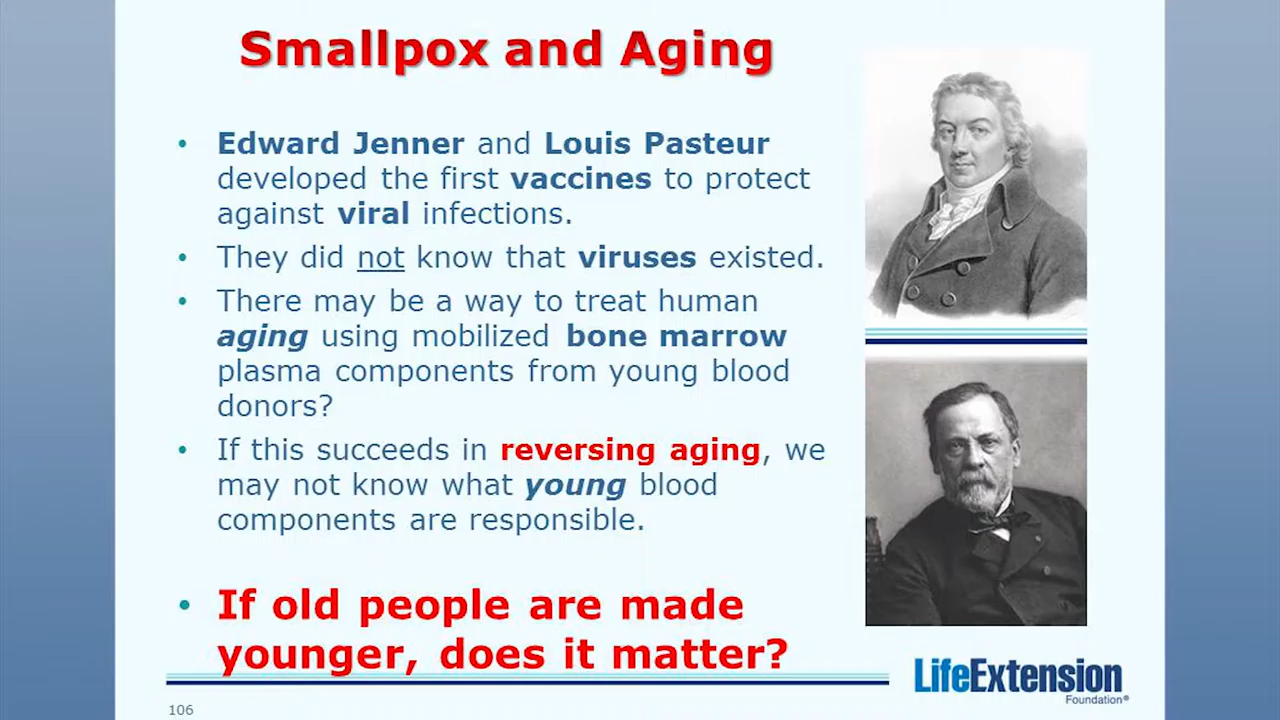 Smallpox and Aging
• Edward Jenner and Louis Pasteur
developed the first vaccines to protect
against viral infections.
• They did not know that viruses existed.
• There may be a way to treat human
aging using mobilized bone marrow
plasma components from young blood
donors?
• If this succeeds in reversing aging, we
may not know what young blood
components are responsible.
• If old people are made
younger, does it matter?
LifeExtension
Foundation®
106